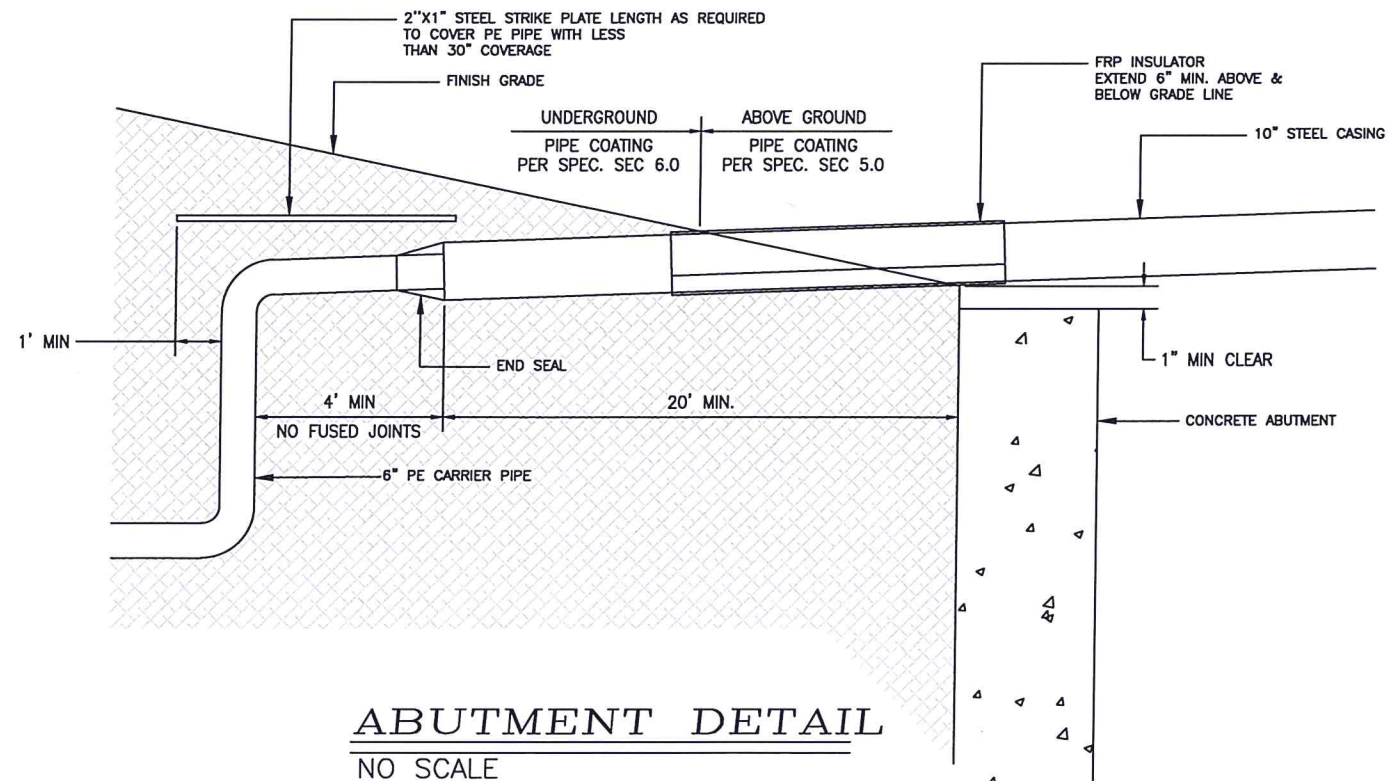 2"X1" STEEL STRIKE PLATE LENGTH AS REQUIRED
TO COVER PE PIPE WITH LESS
THAN 30" COVERAGE
FINISH GRADE
UNDERGROUND
PIPE COATING
PER SPEC. SEC 6.0
ABOVE GROUND
PIPE COATING
PER SPEC. SEC 5.0
FRP INSULATOR
EXTEND 6" MIN. ABOVE &
BELOW GRADE LINE
10" STEEL CASING
1' MIN
END SEAL
1" MIN CLEAR
4' MIN
NO FUSED JOINTS
20' MIN.
CONCRETE ABUTMENT
6" PE CARRIER PIPE
ABUTMENT DETAIL
NO SCALE